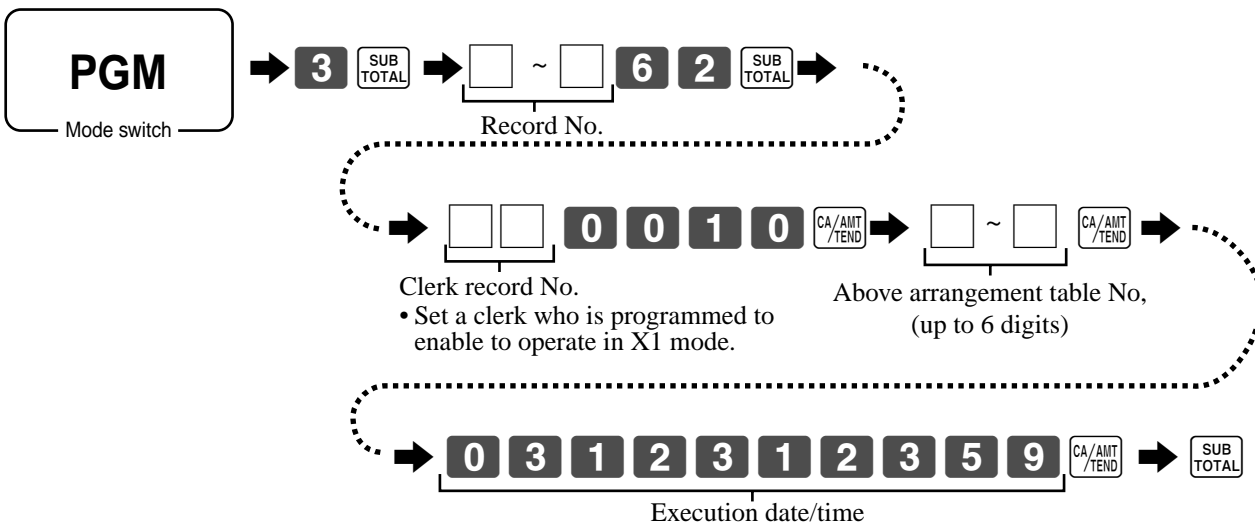 PGM
Mode switch
3 SUB TOTAL ~ 6 2 SUB TOTAL
Record No.
0 0 1 0 CA/AMT /TEND ~ CA/AMT /TEND
Clerk record No.
• Set a clerk who is programmed to
enable to operate in X1 mode.
Above arrangement table No,
(up to 6 digits)
0 3 1 2 3 1 2 3 5 9 CA/AMT /TEND SUB TOTAL
Execution date/time